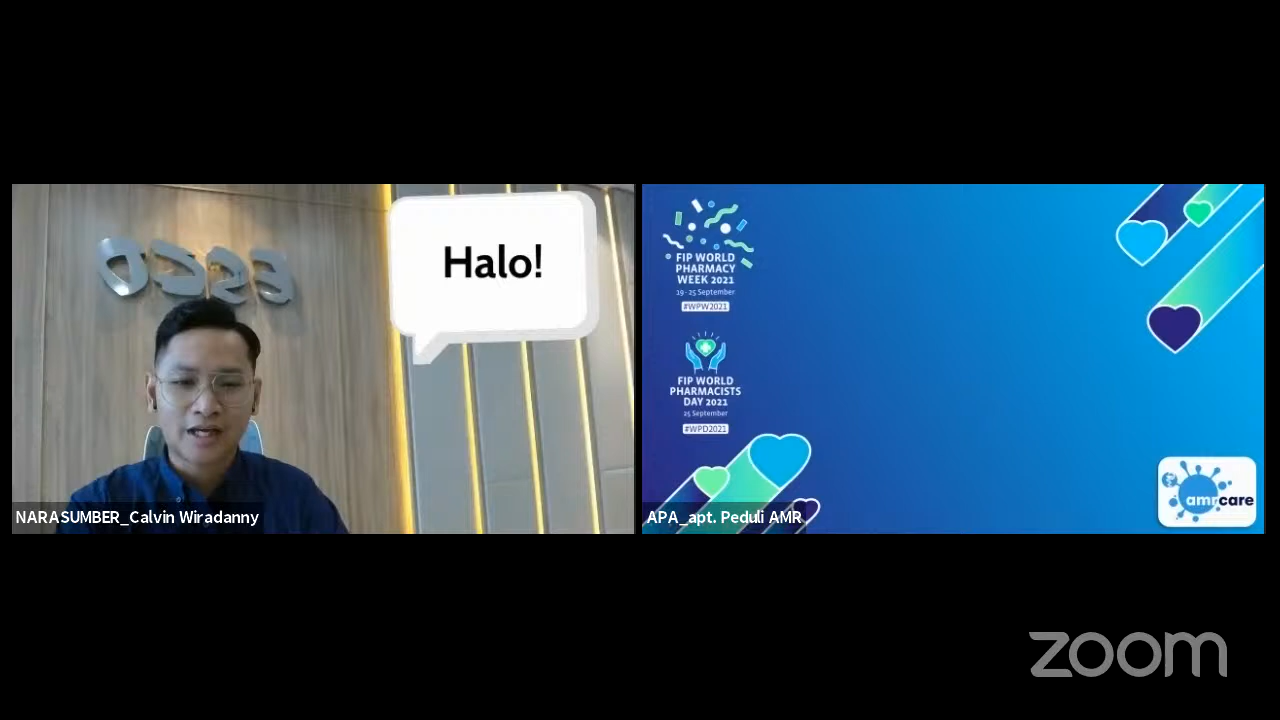 Halo!
NARASUMBER_Calvin Wiradanny
FIP WORLD
PHARMACY
WEEK 2021
19 - 25 September
#WPW2021
FIP WORLD
PHARMACISTS
DAY 2021
25 September
#WPD2021
amrcare
APA_apt. Peduli AMR
zoom